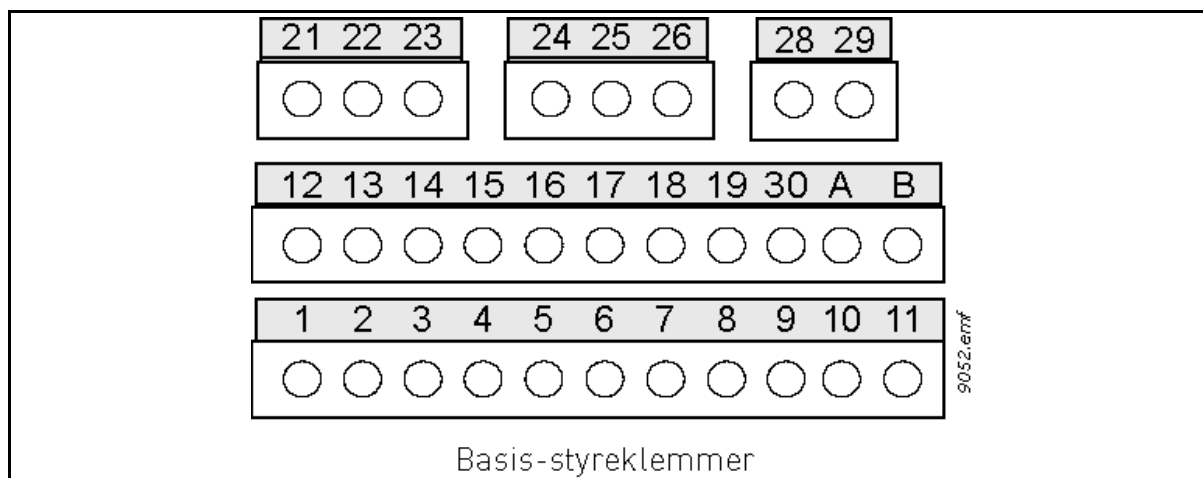 21 22 23 24 25 26 28 29
12 13 14 15 16 17 18 19 30 A B
1 2 3 4 5 6 7 8 9 10 11
9052.emf
Basis-styreklemmer